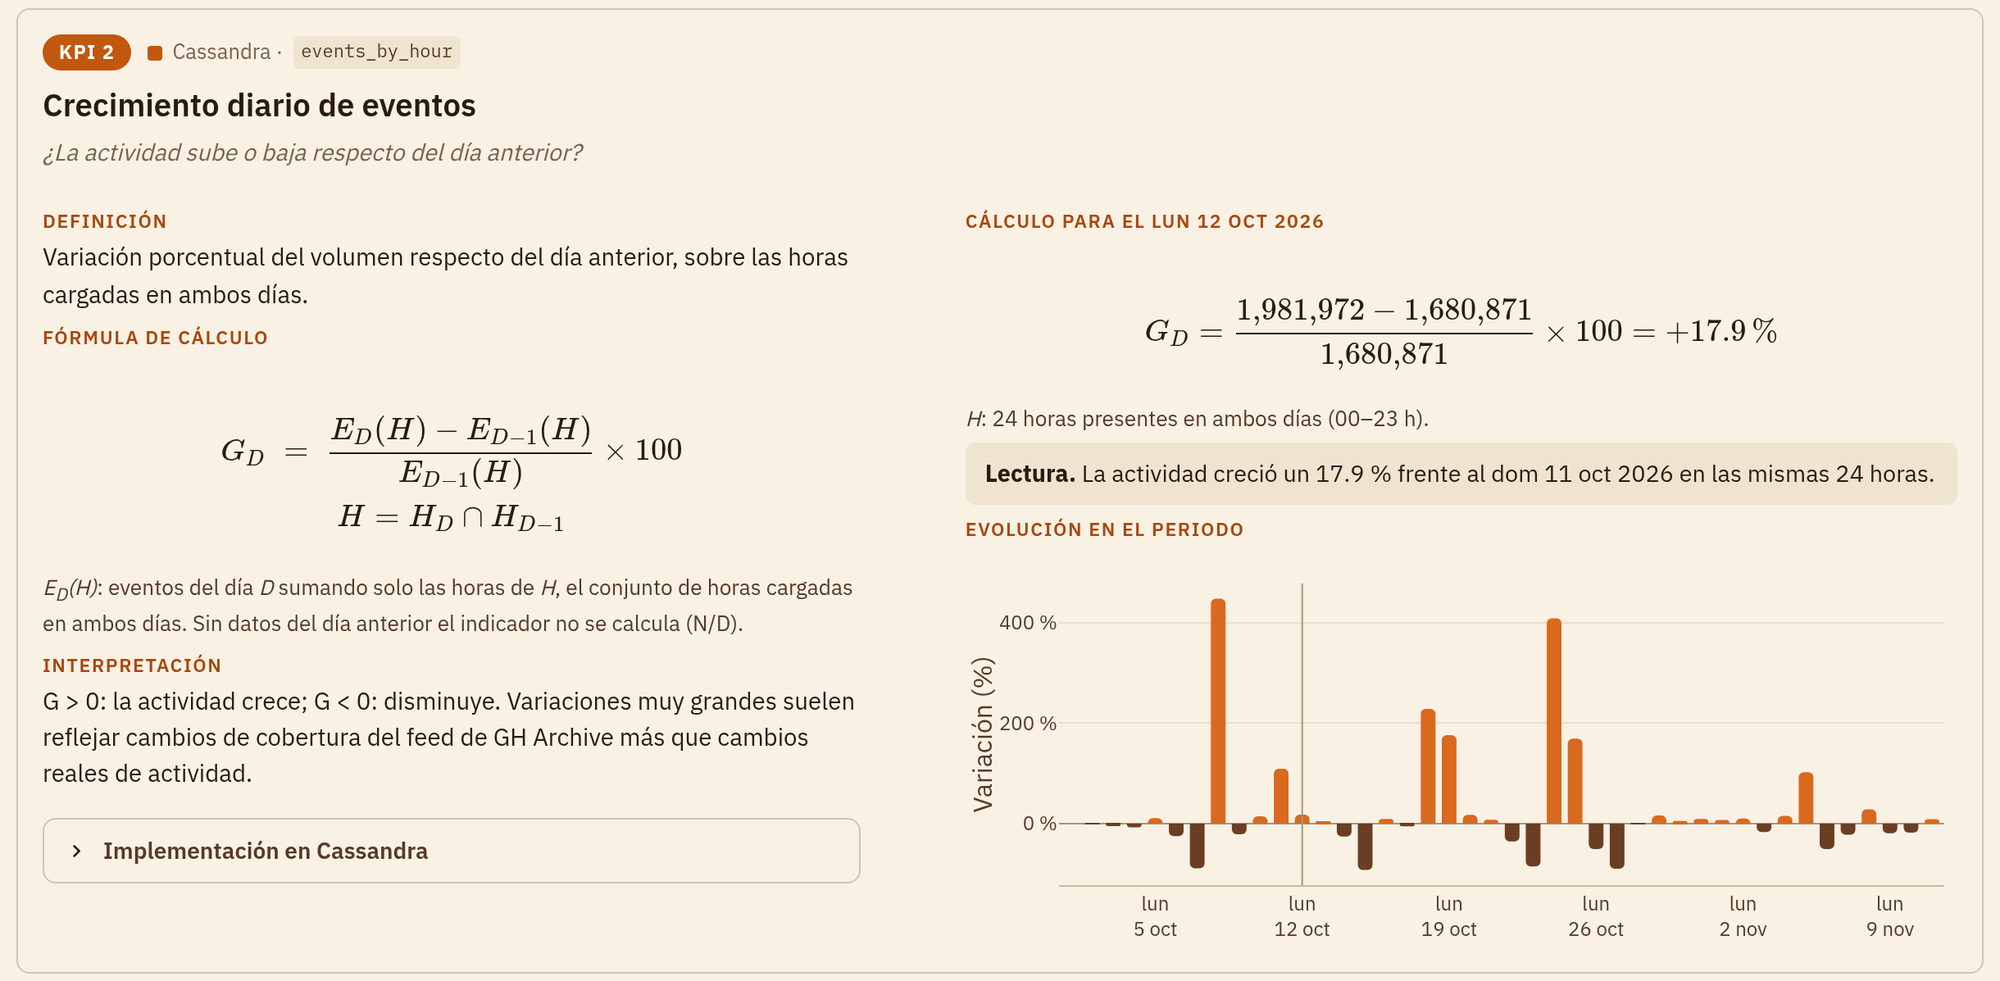 KPI 2 Cassandra · events_by_hour
Crecimiento diario de eventos
¿La actividad sube o baja respecto del día anterior?
DEFINICIÓN
Variación porcentual del volumen respecto del día anterior, sobre las horas
cargadas en ambos días.
FÓRMULA DE CÁLCULO
G_D = (E_D(H) − E_{D−1}(H)) / E_{D−1}(H) × 100
H = H_D ∩ H_{D−1}
E_D(H): eventos del día D sumando solo las horas de H, el conjunto de horas cargadas
en ambos días. Sin datos del día anterior el indicador no se calcula (N/D).
INTERPRETACIÓN
G > 0: la actividad crece; G < 0: disminuye. Variaciones muy grandes suelen
reflejar cambios de cobertura del feed de GH Archive más que cambios
reales de actividad.
Implementación en Cassandra
CÁLCULO PARA EL LUN 12 OCT 2026
G_D = (1,981,972 − 1,680,871) / 1,680,871 × 100 = +17.9 %
H: 24 horas presentes en ambos días (00–23 h).
Lectura. La actividad creció un 17.9 % frente al dom 11 oct 2026 en las mismas 24 horas.
EVOLUCIÓN EN EL PERIODO
Variación (%)
400 %
200 %
0 %
lun lun lun lun lun lun
5 oct 12 oct 19 oct 26 oct 2 nov 9 nov